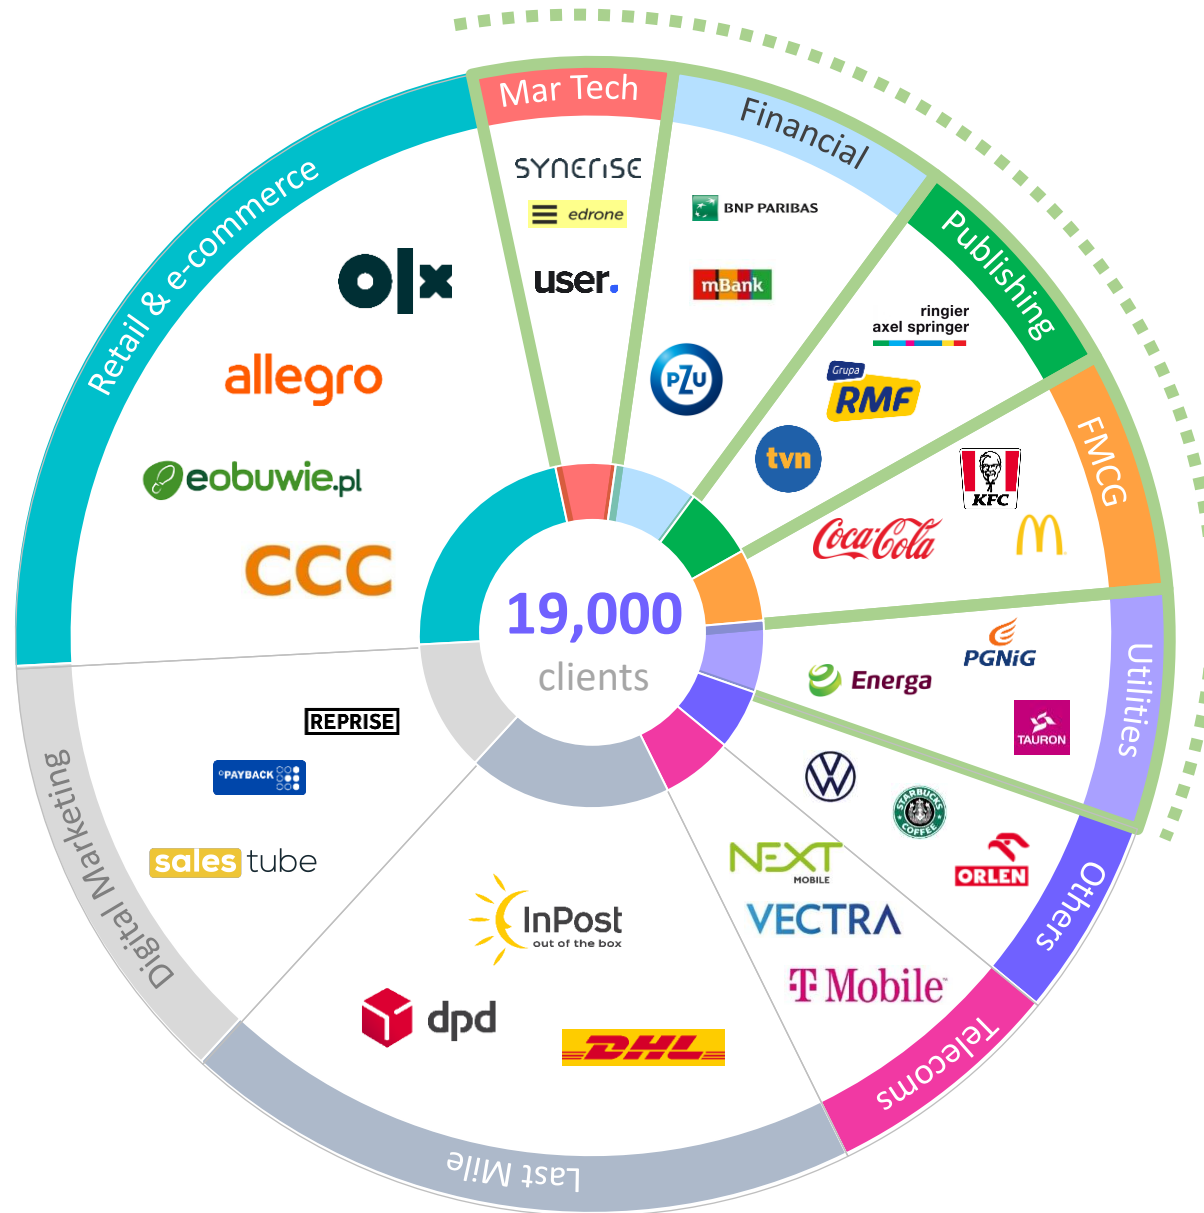 Mar Tech
SYNERISE
edrone
user.
Financial
BNP PARIBAS
mBank
PZU
Publishing
ringier
axel springer
Grupa
RMF
tvn
FMCG
KFC
Coca-Cola
Utilities
PGNiG
Energa
TAURON
Others
STARBUCKS
COFFEE
ORLEN
Telecoms
NEXT
MOBILE
VECTRA
T Mobile
Last Mile
InPost
out of the box
dpd
DHL
Digital Marketing
REPRISE
PAYBACK
sales tube
Retail & e-commerce
olx
allegro
eobuwie.pl
CCC
19,000
clients